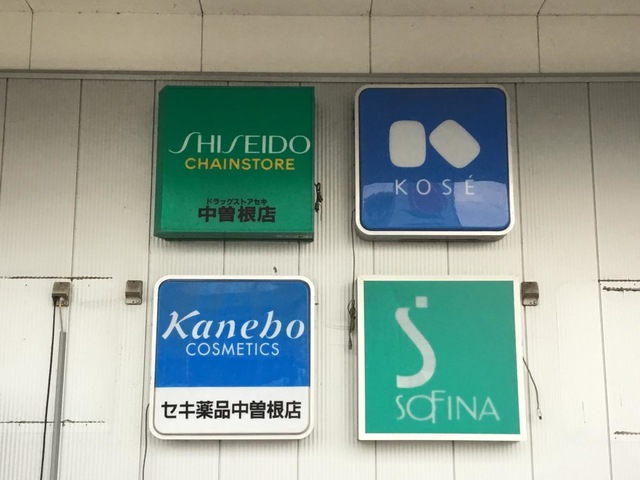 SHISEIDO
CHAINSTORE
ドラッグストアセキ
中曽根店
KOSÉ
Kanebo
COSMETICS
セキ薬品中曽根店
SOFINA